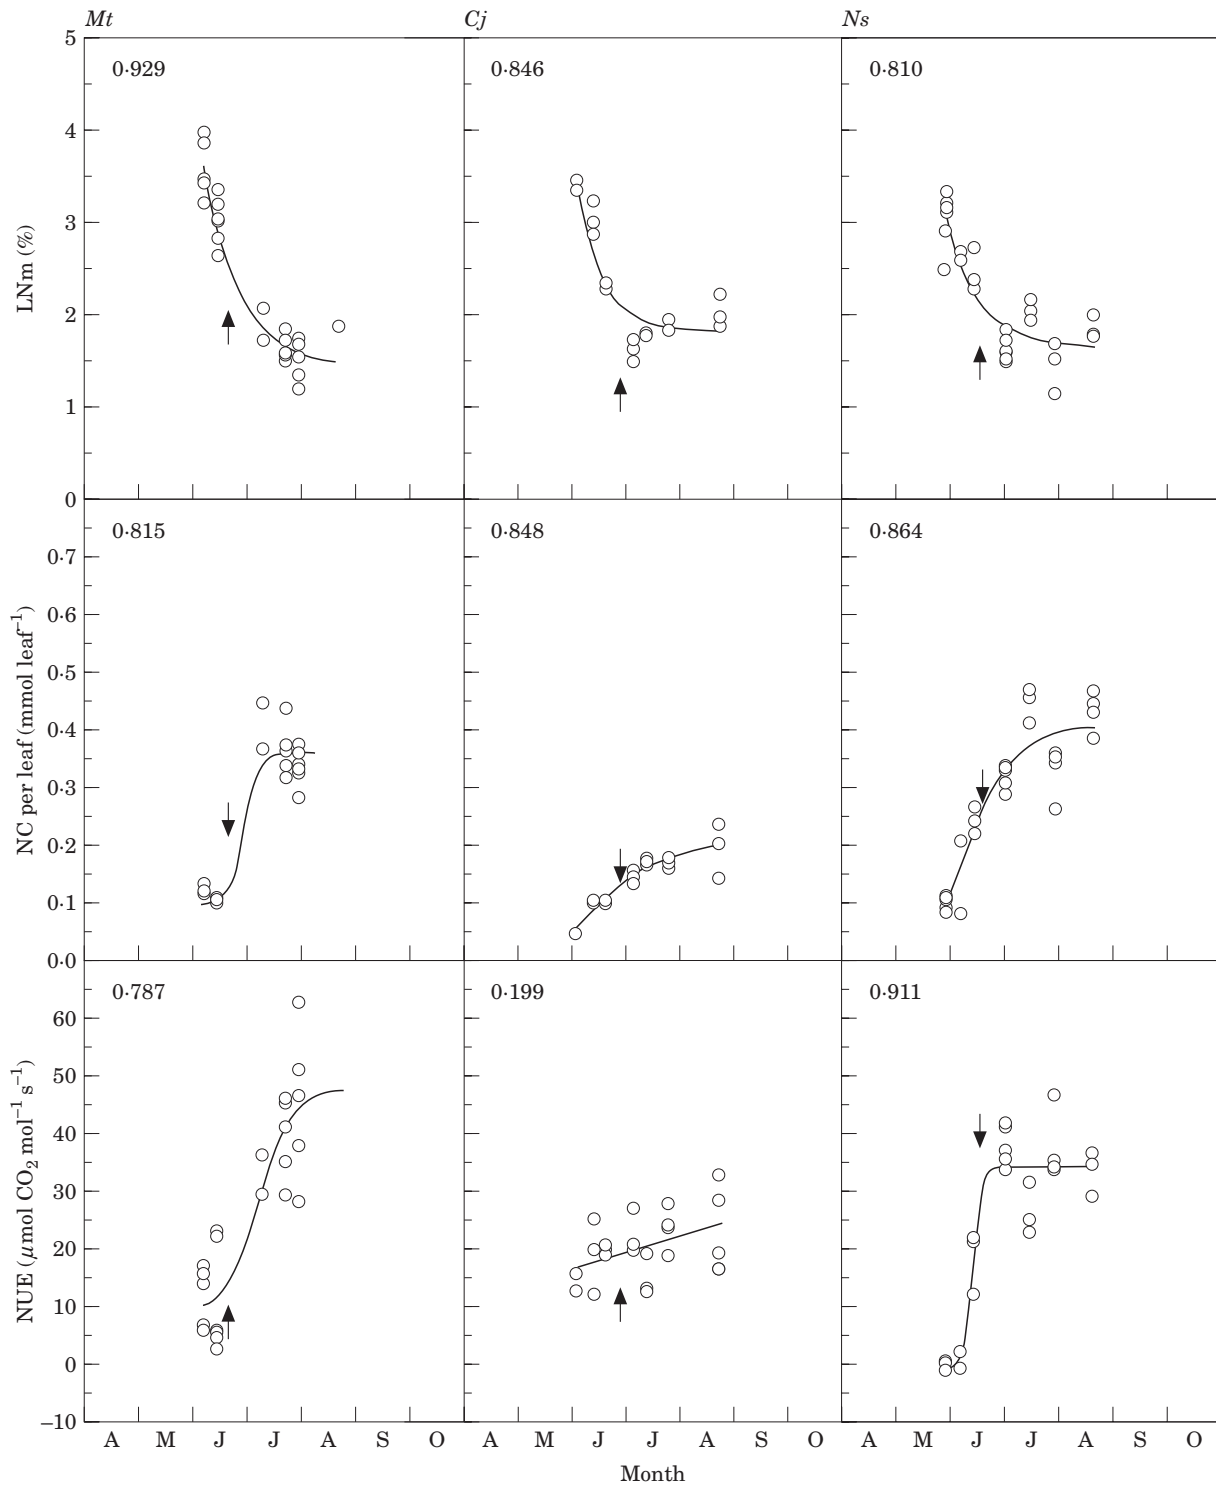 Mt Cj Ns
5
0·929 0·846 0·810
4
3
LNm (%)
2
1
0
0·815 0·848 0·864
0·7
0·6
0·5
NC per leaf (mmol leaf⁻¹)
0·4
0·3
0·2
0·1
0·0
0·787 0·199 0·911
60
50
40
NUE (μmol CO₂ mol⁻¹ s⁻¹)
30
20
10
0
–10
A M J J A S O A M J J A S O A M J J A S O
Month